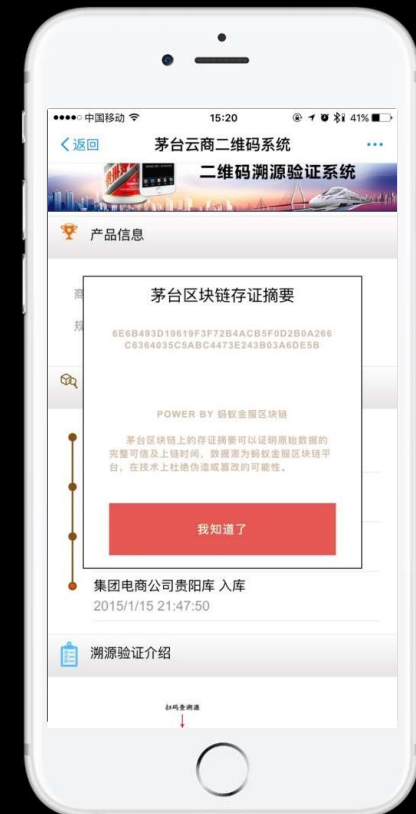 中国移动 15:20 41%
返回 茅台云商二维码系统 ...
二维码溯源验证系统
产品信息
商
规
茅台区块链存证摘要
6E6B493D19619F3F72B4ACB5F0D2B0A266
C6364035C5ABC4473E243B03A6DE5B
POWER BY 蚂蚁金服区块链
茅台区块链上的存证摘要可以证明原始数据的
完整可信及上链时间，数据源为蚂蚁金服区块链平
台，在技术上杜绝伪造或篡改的可能性。
我知道了
集团电商公司贵阳库 入库
2015/1/15 21:47:50
溯源验证介绍
扫码查溯源